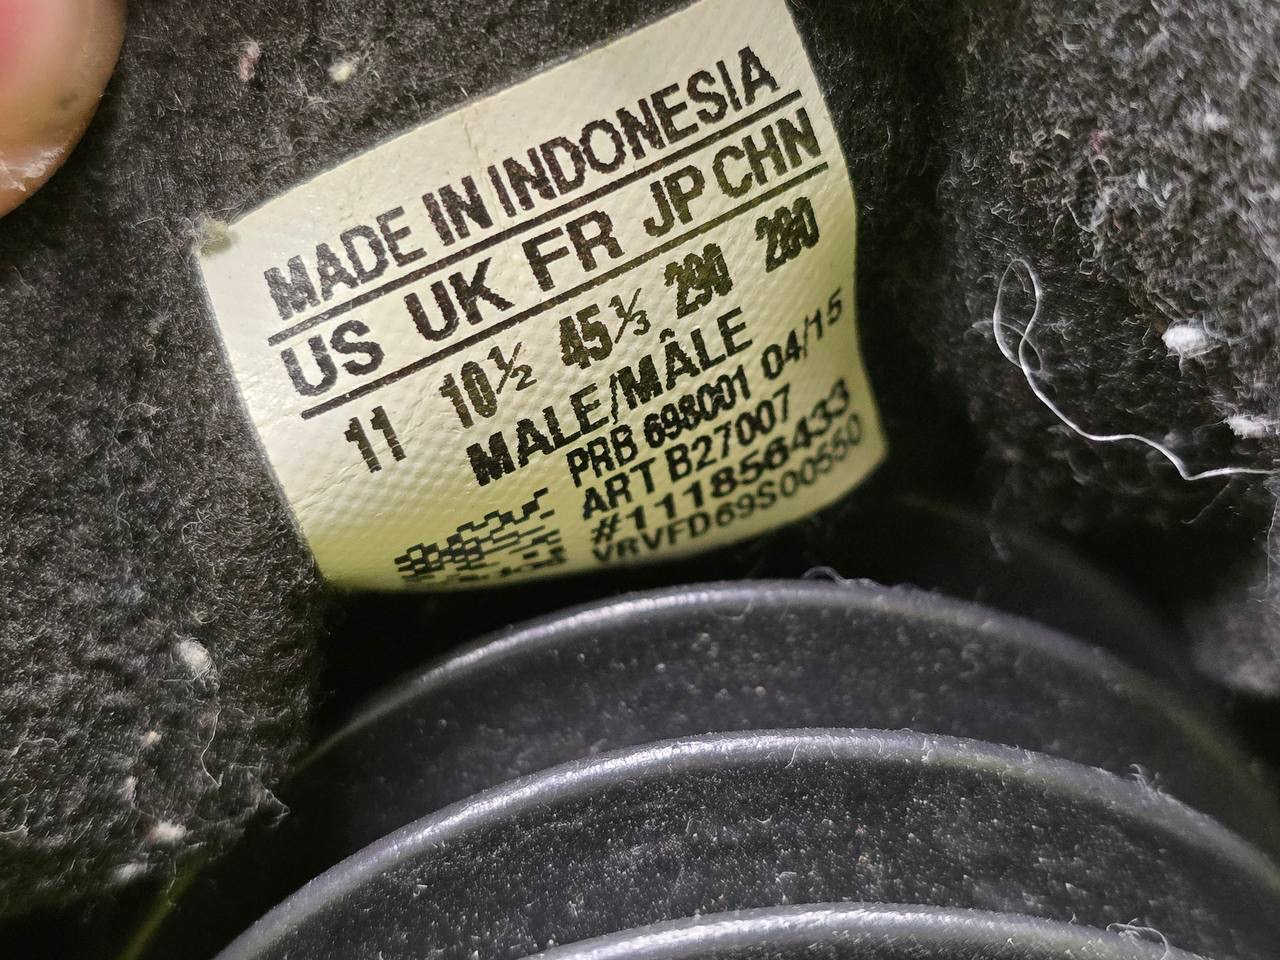 MADE IN INDONESIA
US UK FR JP CHN
11 10½ 45⅓ 290 280
MALE/MÂLE
PRB 698001 04/15
ART B27007
#111856433
VRVFD69S00550